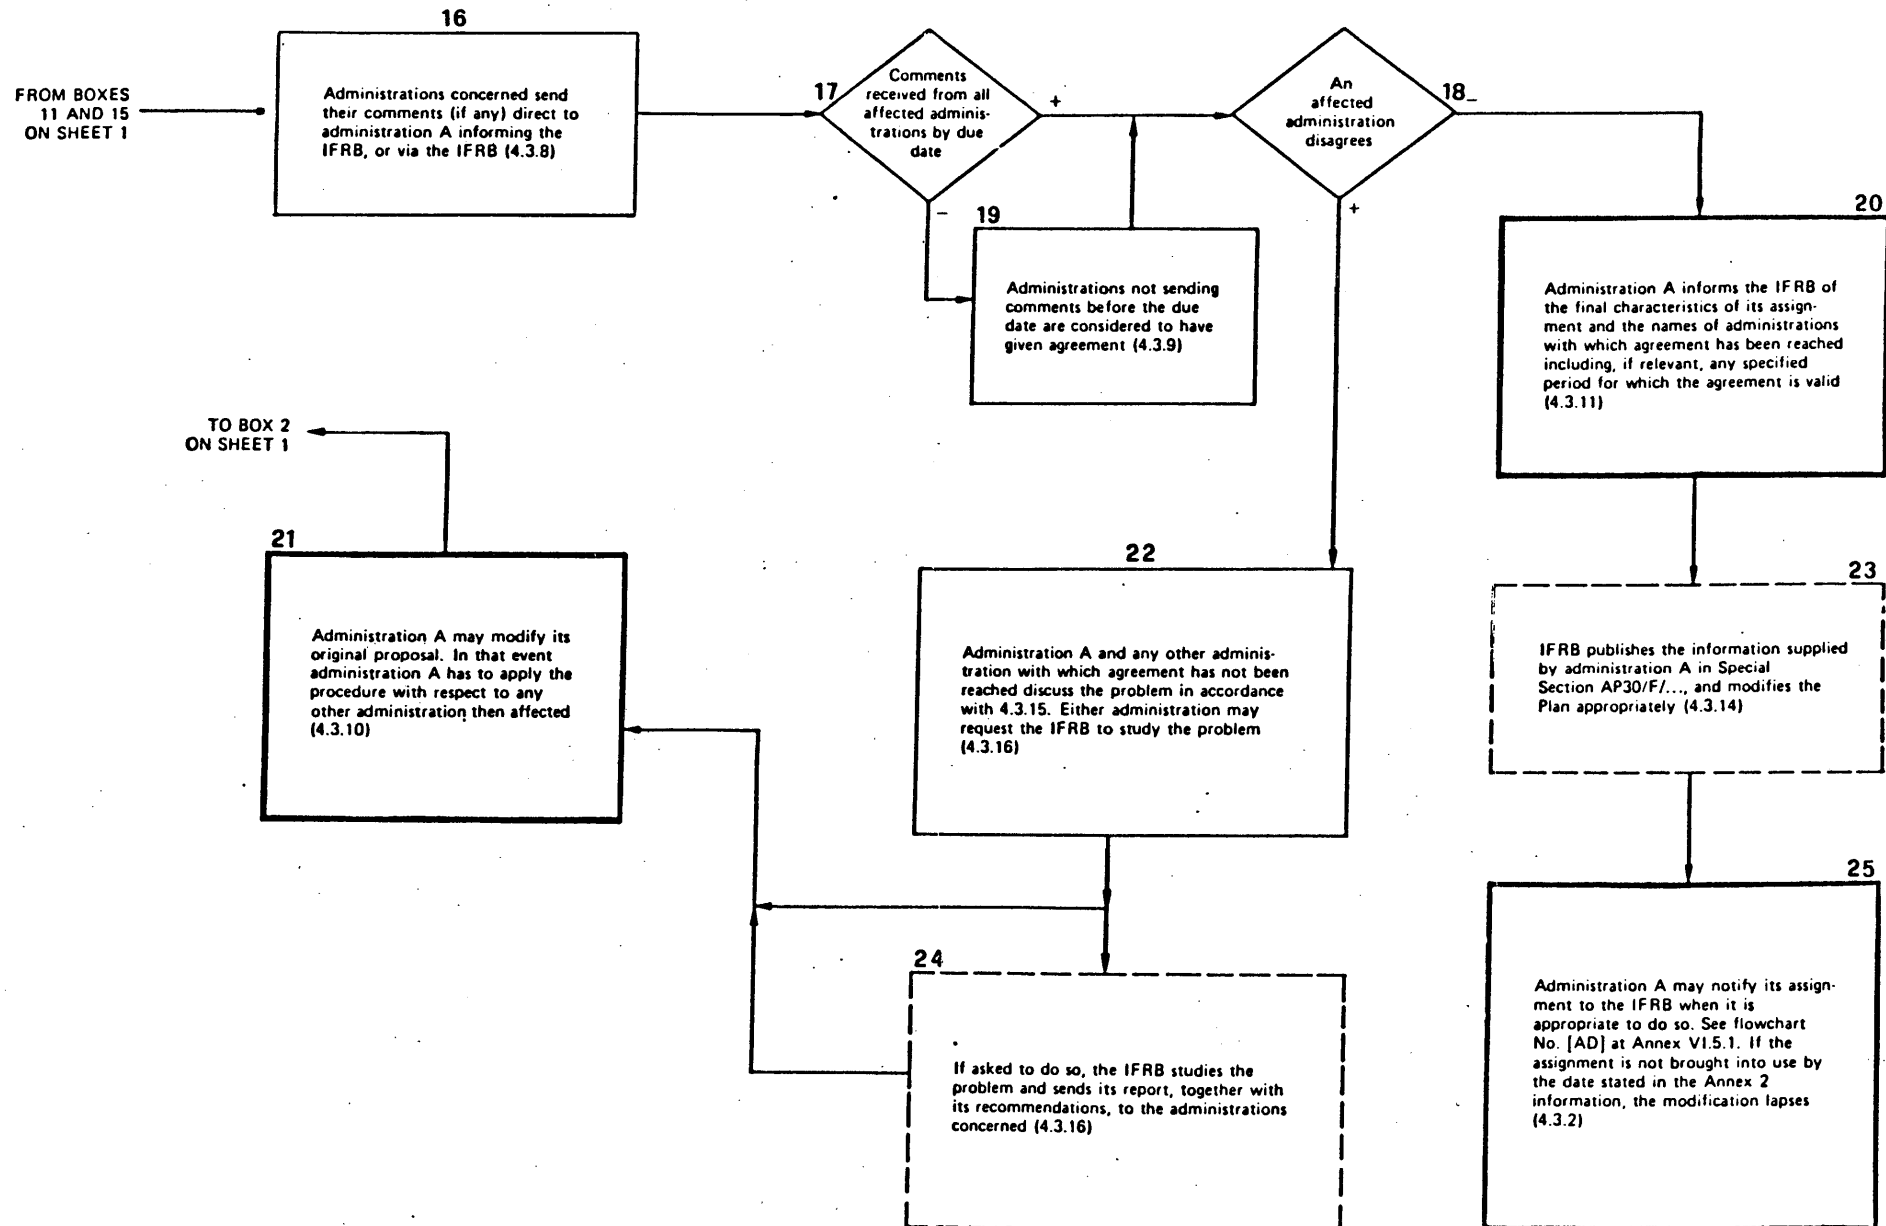 16
FROM BOXES
11 AND 15
ON SHEET 1
Administrations concerned send
their comments (if any) direct to
administration A informing the
IFRB, or via the IFRB (4.3.8)
17
Comments
received from all
affected adminis-
trations by due
date
+
-
An
affected
administration
disagrees
18
-
+
19
Administrations not sending
comments before the due
date are considered to have
given agreement (4.3.9)
20
Administration A informs the IFRB of
the final characteristics of its assign-
ment and the names of administrations
with which agreement has been reached
including, if relevant, any specified
period for which the agreement is valid
(4.3.11)
TO BOX 2
ON SHEET 1
21
Administration A may modify its
original proposal. In that event
administration A has to apply the
procedure with respect to any
other administration then affected
(4.3.10)
22
Administration A and any other adminis-
tration with which agreement has not been
reached discuss the problem in accordance
with 4.3.15. Either administration may
request the IFRB to study the problem
(4.3.16)
23
IFRB publishes the information supplied
by administration A in Special
Section AP30/F/..., and modifies the
Plan appropriately (4.3.14)
24
If asked to do so, the IFRB studies the
problem and sends its report, together with
its recommendations, to the administrations
concerned (4.3.16)
25
Administration A may notify its assign-
ment to the IFRB when it is
appropriate to do so. See flowchart
No. [AD] at Annex VI.5.1. If the
assignment is not brought into use by
the date stated in the Annex 2
information, the modification lapses
(4.3.2)